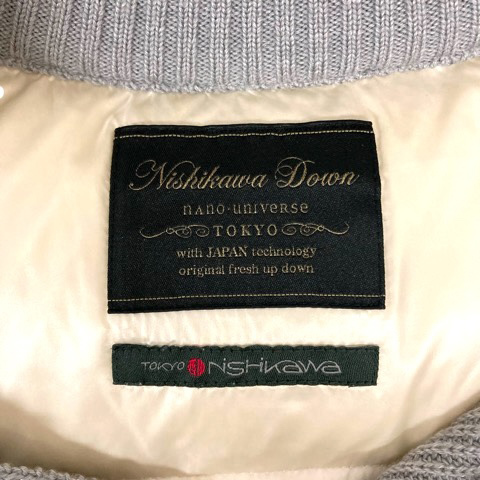 Nishikawa Down
nano·universe
TOKYO
with JAPAN technology
original fresh up down
TOKYO nisHikawa